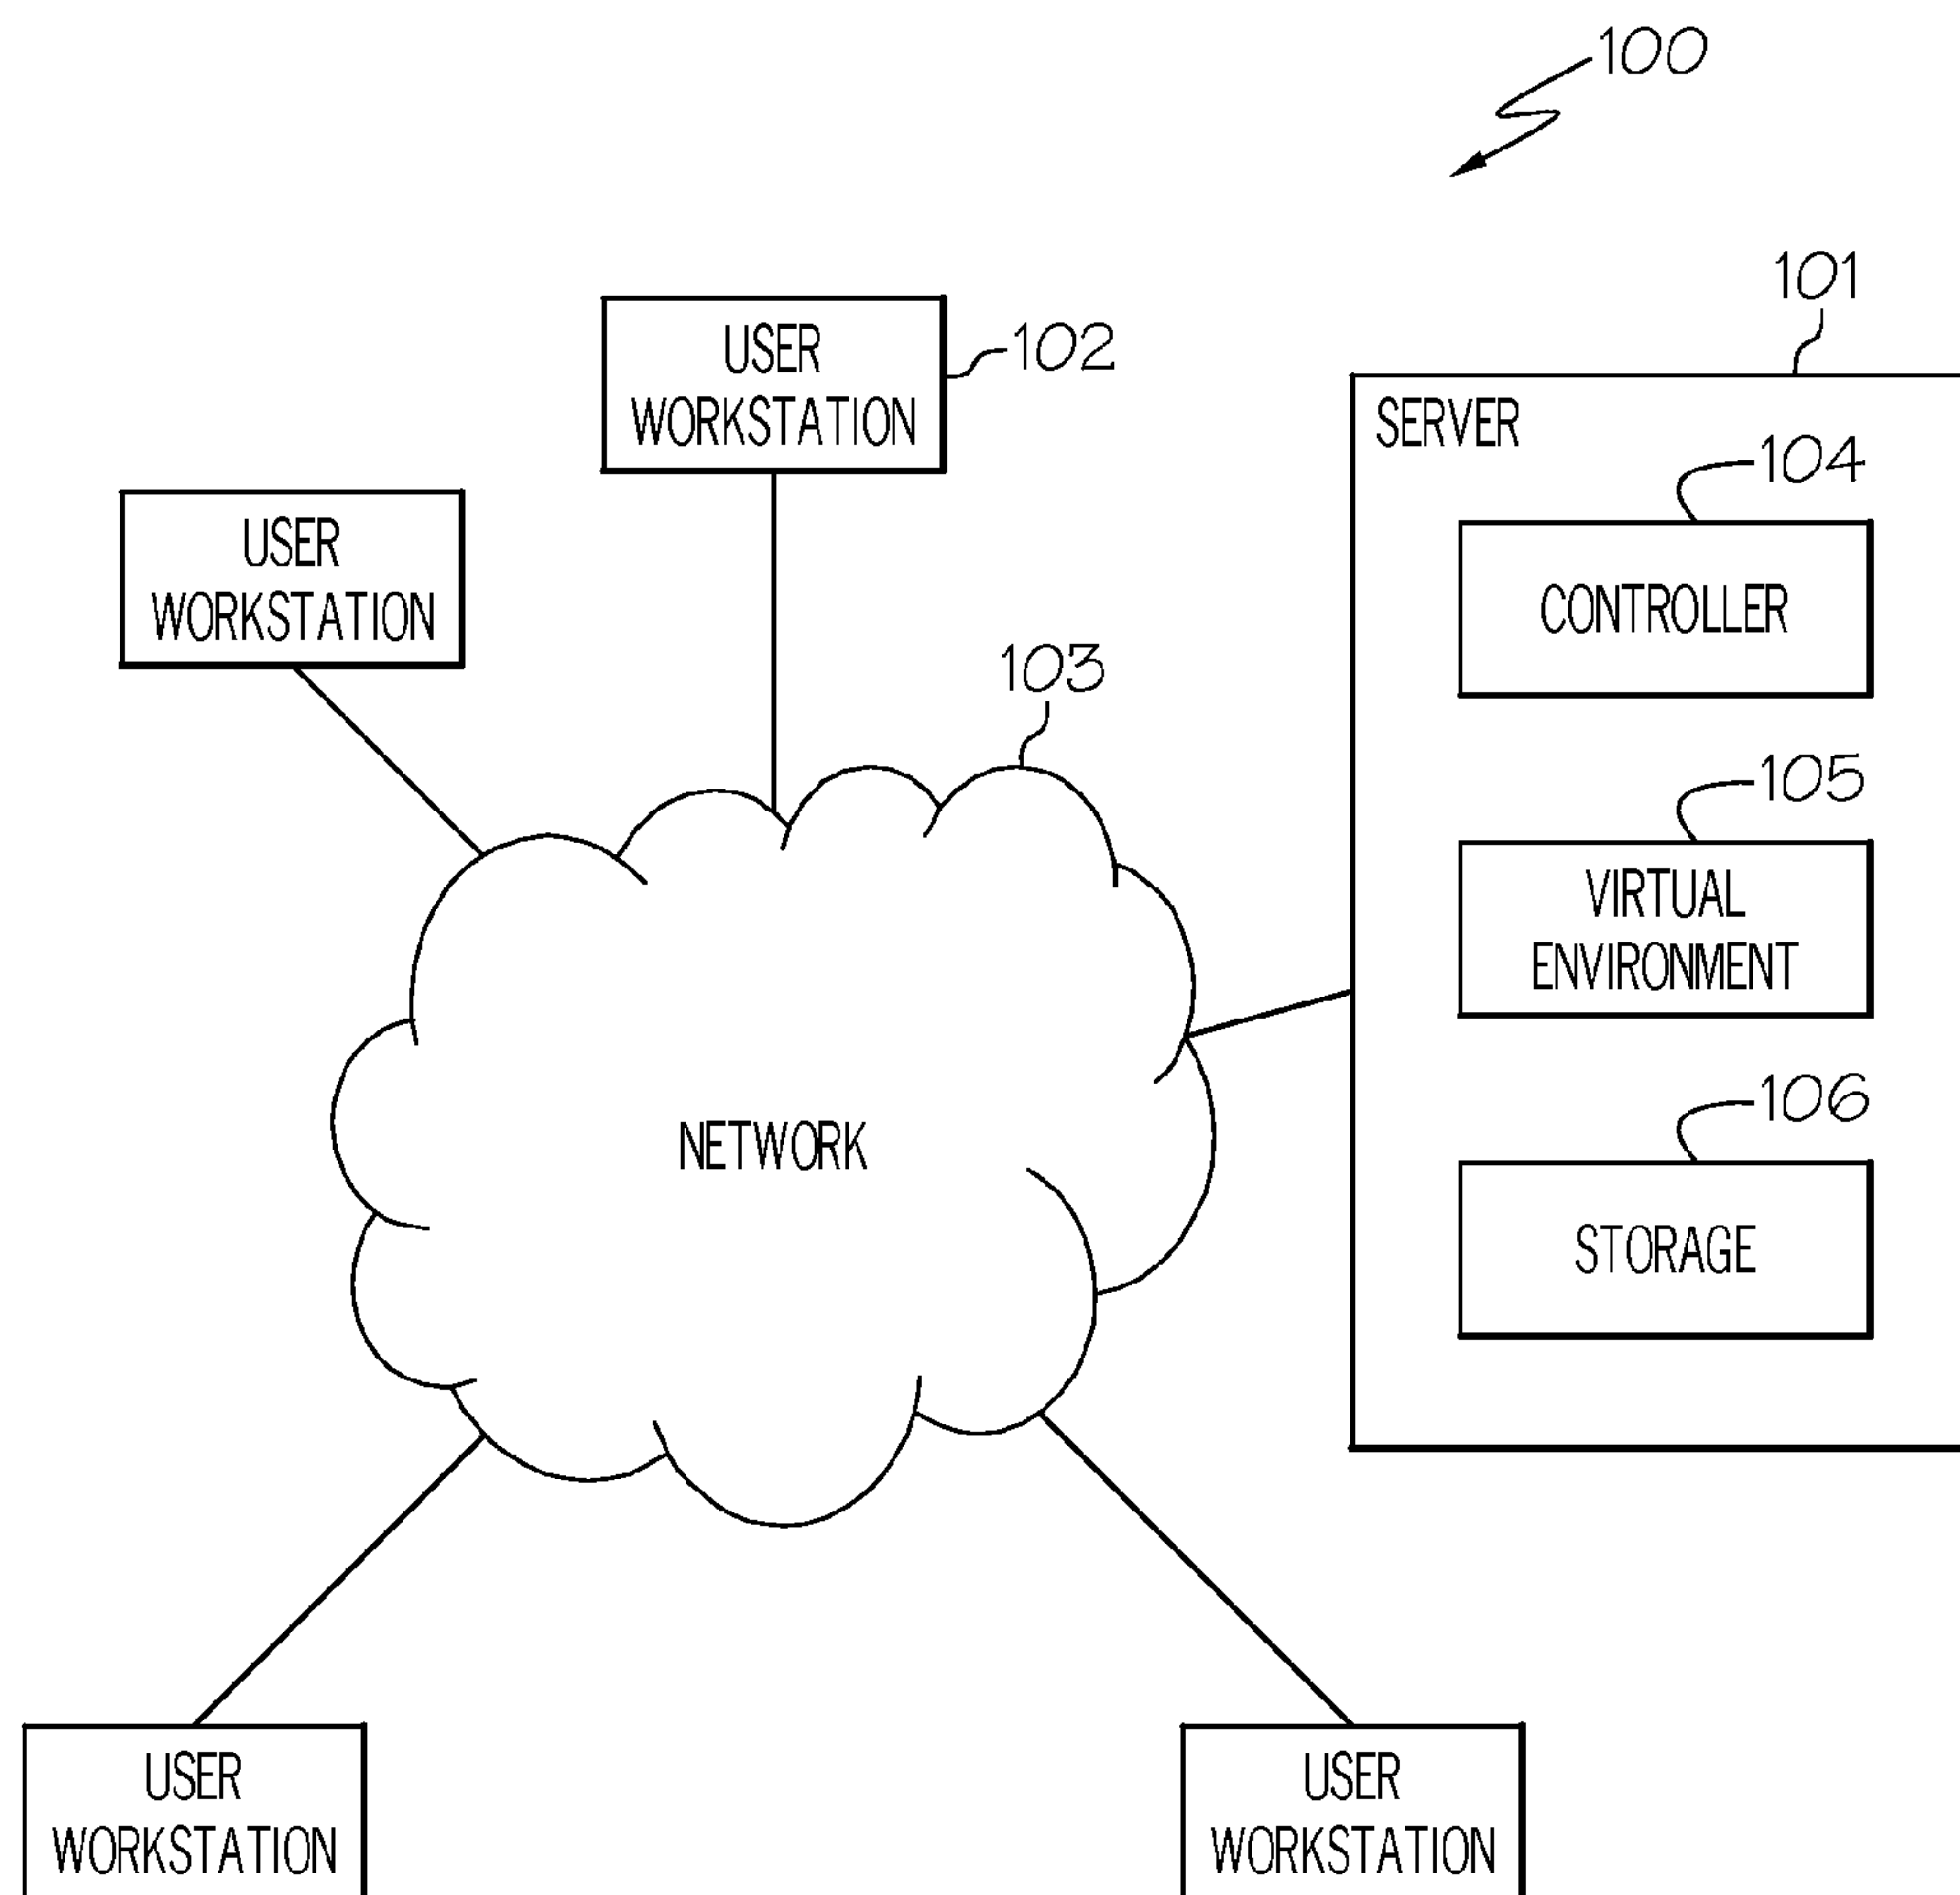 100
101
USER
WORKSTATION
102
SERVER
104
CONTROLLER
USER
WORKSTATION
103
105
VIRTUAL
ENVIRONMENT
NETWORK
106
STORAGE
USER
WORKSTATION
USER
WORKSTATION